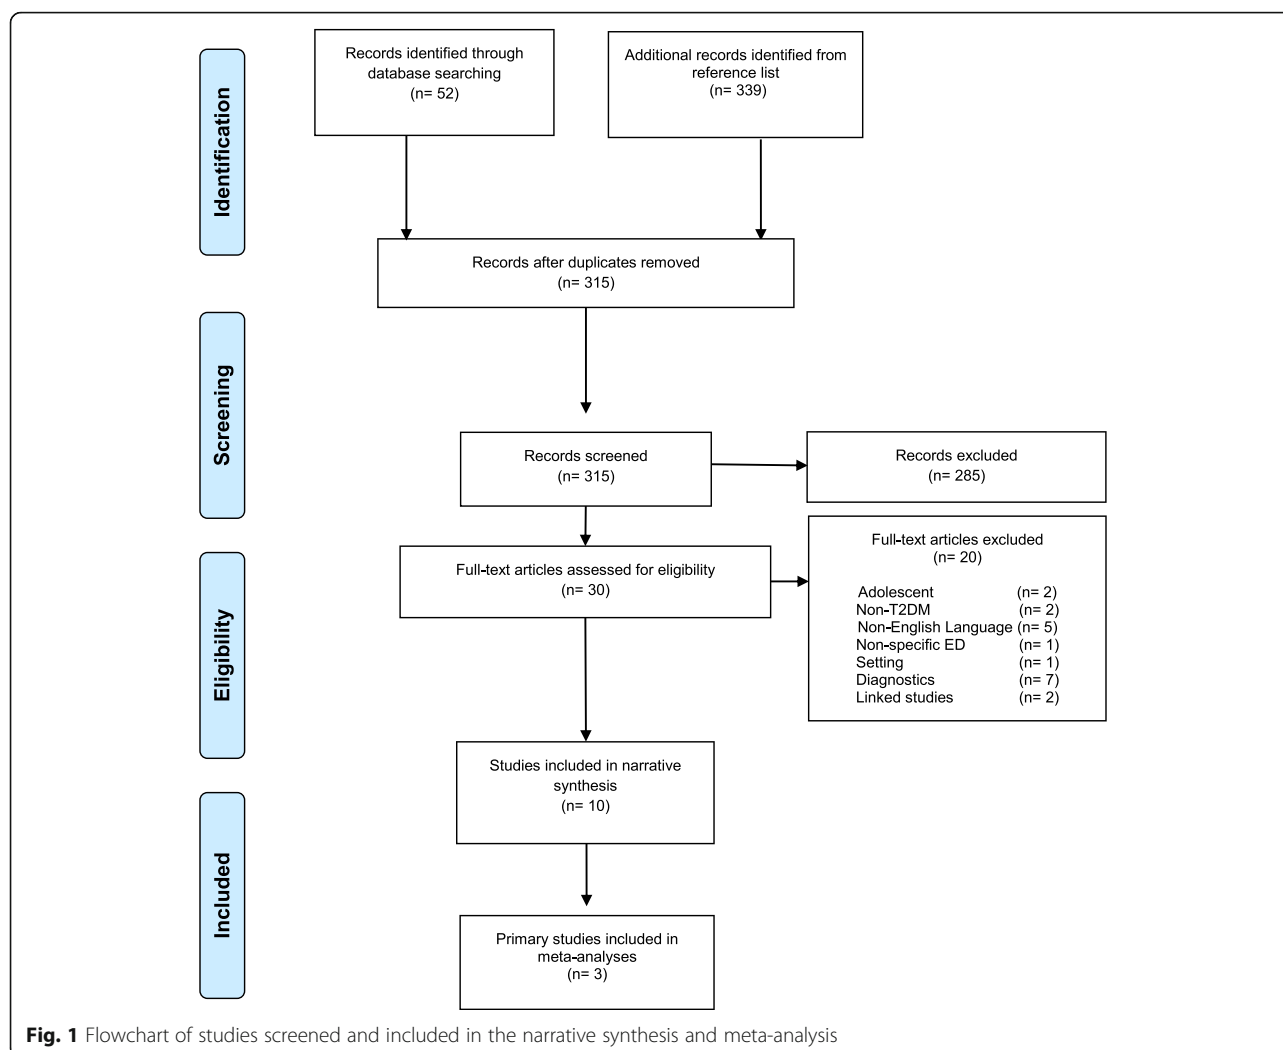 Identification
Records identified through
database searching
(n= 52)
Additional records identified from
reference list
(n= 339)
Records after duplicates removed
(n= 315)
Screening
Records screened
(n= 315)
Records excluded
(n= 285)
Eligibility
Full-text articles assessed for eligibility
(n= 30)
Full-text articles excluded
(n= 20)
Adolescent (n= 2)
Non-T2DM (n= 2)
Non-English Language (n= 5)
Non-specific ED (n= 1)
Setting (n= 1)
Diagnostics (n= 7)
Linked studies (n= 2)
Studies included in narrative
synthesis
(n= 10)
Included
Primary studies included in
meta-analyses
(n= 3)
Fig. 1 Flowchart of studies screened and included in the narrative synthesis and meta-analysis